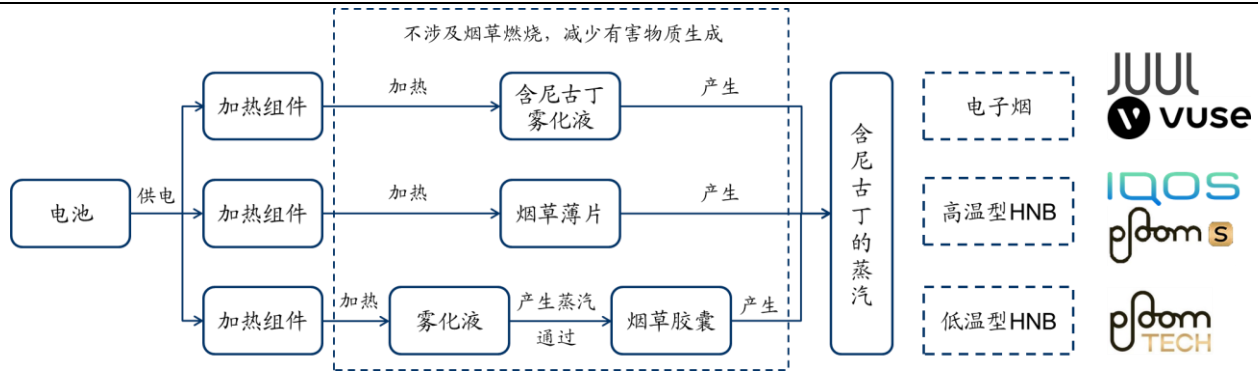 不涉及烟草燃烧，减少有害物质生成
电池
供电
加热组件
加热
含尼古丁
雾化液
产生
加热组件
加热
烟草薄片
产生
加热组件
加热
雾化液
产生蒸汽
通过
烟草胶囊
产生
含尼古丁的蒸汽
电子烟
JUUL
vuse
高温型HNB
IQOS
ploom S
低温型HNB
ploom
TECH